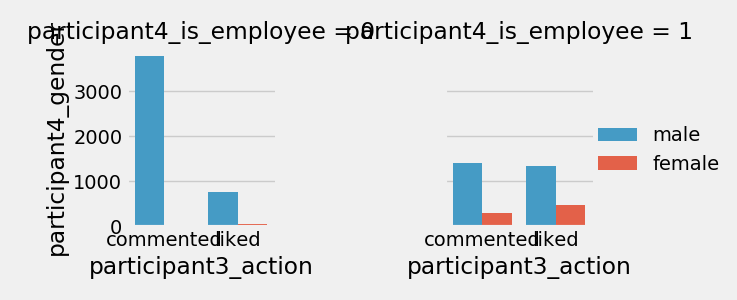 participant4_is_employee = 0
participant4_is_employee = 1
participant4_gender
3000
2000
1000
0
commented
liked
commented
liked
participant3_action
participant3_action
male
female